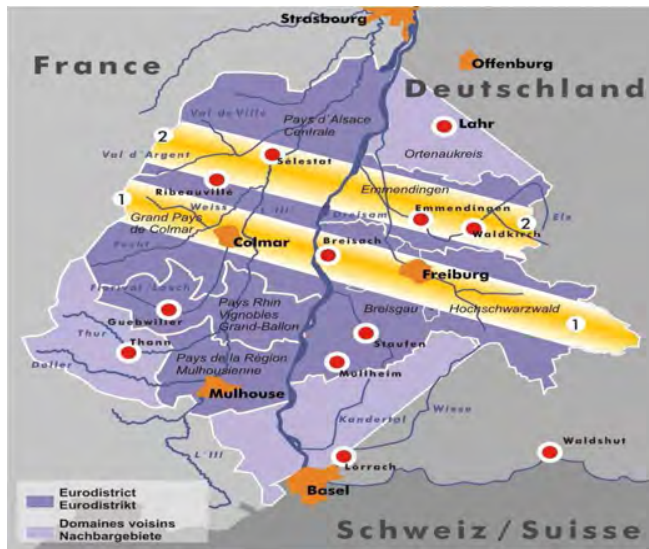 Strasbourg
France
Offenburg
Deutschland
Val de Villé
Pays d'Alsace
Centrale
Lahr
2
Val d'Argent
Sélestat
Ortenaukreis
Ribeauvillé
Emmendingen
1
Weiss
L'Ill
Dreisam
Emmendingen
2
Elz
Grand Pays
de Colmar
Waldkirch
Fecht
Colmar
Breisach
Freiburg
Florival Lauch
Pays Rhin
Vignobles
Grand-Ballon
Breisgau
Hochschwarzwald
1
Guebwiller
Thur
Thann
Staufen
Pays de la Région
Mulhousienne
Müllheim
Doller
Mulhouse
Kandertal
Wiese
L'Ill
Lörrach
Waldshut
Basel
Eurodistrict
Eurodistrikt
Domaines voisins
Nachbargebiete
Schweiz / Suisse